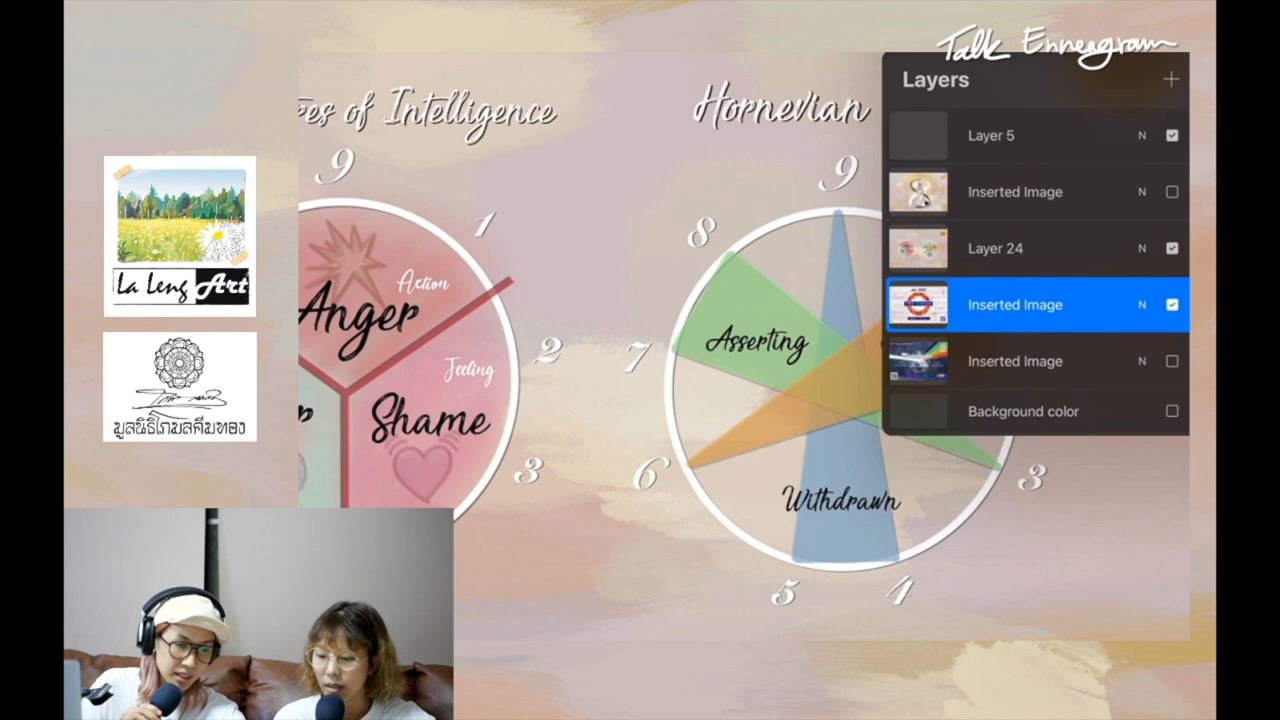 Talk Enneagram
Layers
Layer 5 N
Inserted Image N
Layer 24 N
Inserted Image N
Inserted Image N
Background color
es of Intelligence
9
1
2
3
Action
Anger
Feeling
Shame
Hornevian
9
8
7
6
5
4
3
Asserting
Withdrawn
La Leng Art
มูลนิธิโกมลคีมทอง